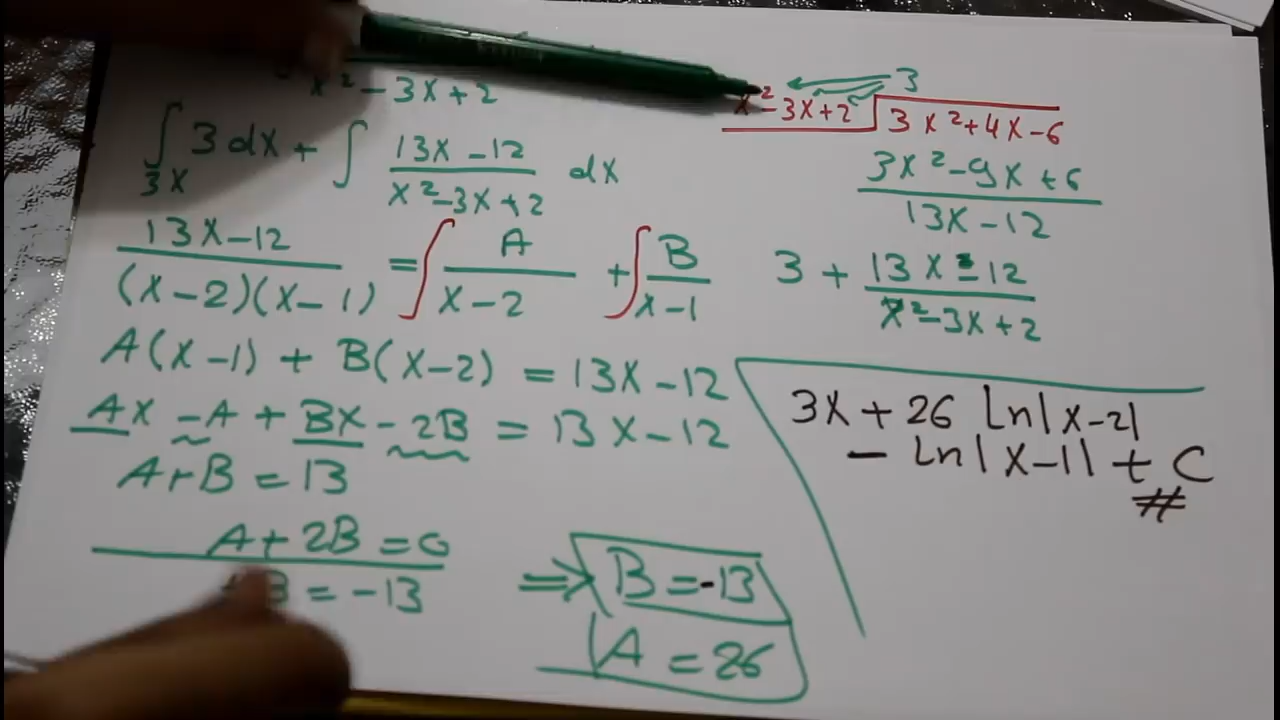 x² - 3x + 2
∫ 3 dx + ∫ (13x - 12)/(x² - 3x + 2) dx
3x
(13x - 12)/((x - 2)(x - 1)) = ∫ A/(x - 2) + ∫ B/(x - 1)
A(x - 1) + B(x - 2) = 13x - 12
Ax - A + Bx - 2B = 13x - 12
A + B = 13
A + 2B = 0
B = -13
⇒ B = -13
A = 26
3
x² - 3x + 2 3x² + 4x - 6
3x² - 9x + 6
13x - 12
3 + (13x - 12)/(x² - 3x + 2)
3x + 26 ln|x - 2|
- ln|x - 1| + C
#